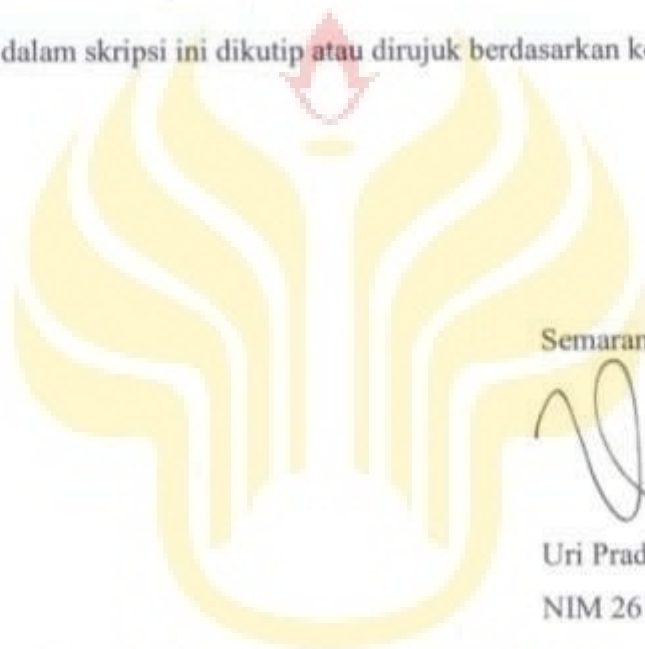 dalam skripsi ini dikutip atau dirujuk berdasarkan
Semaran
Uri Prad
NIM 26